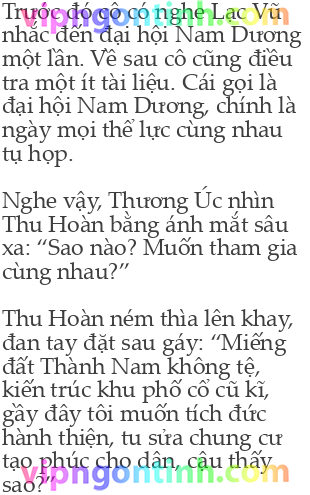 Trước đó cô có nghe Lạc Vũ
vipngontinh.com
nhắc đến đại hội Nam Dương
một lần. Về sau cô cũng điều
tra một ít tài liệu. Cái gọi là
đại hội Nam Dương, chính là
ngày mọi thể lực cùng nhau
tụ họp.
Nghe vậy, Thương Úc nhìn
Thu Hoàn bằng ánh mắt sâu
xa: “Sao nào? Muốn tham gia
cùng nhau?”
Thu Hoàn ném thìa lên khay,
đan tay đặt sau gáy: “Miếng
đất Thành Nam không tệ,
kiến trúc khu phố cổ cũ kĩ,
gầy đây tôi muốn tích đức
hành thiện, tu sửa chung cư
tạo phúc cho dân, cậu thấy
vipngontinh.com
sao?”